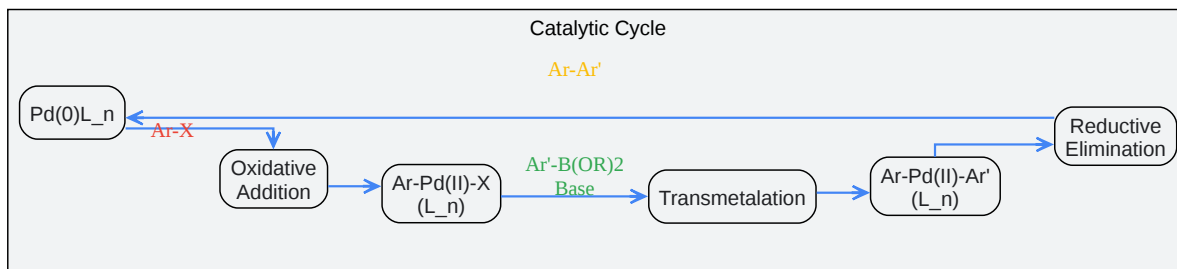 Catalytic Cycle
Ar-Ar'
Pd(0)L_n
Ar-X
Reductive
Elimination
Oxidative
Addition
Ar-Pd(II)-X
(L_n)
Ar'-B(OR)2
Base
Transmetalation
Ar-Pd(II)-Ar'
(L_n)